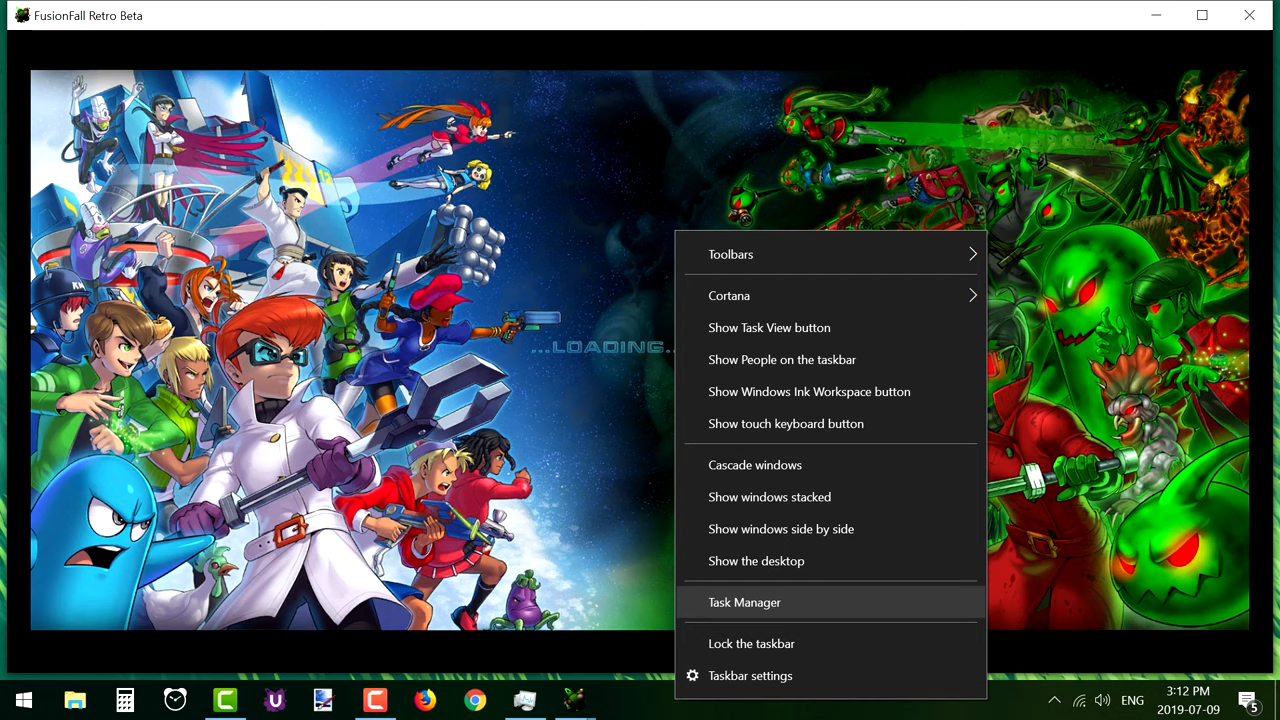 FusionFall Retro Beta
...LOADING..
Toolbars
Cortana
Show Task View button
Show People on the taskbar
Show Windows Ink Workspace button
Show touch keyboard button
Cascade windows
Show windows stacked
Show windows side by side
Show the desktop
Task Manager
Lock the taskbar
Taskbar settings
ENG
3:12 PM
2019-07-09
5